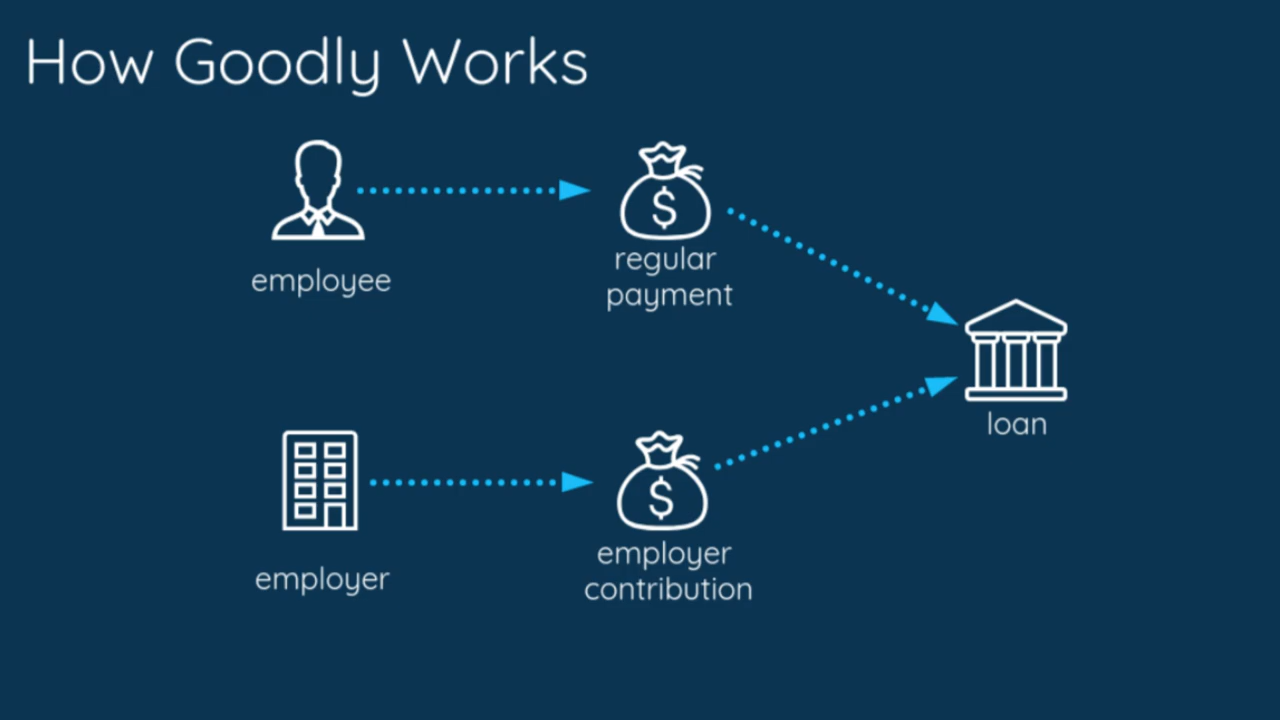 How Goodly Works
$
employee
regular
payment
loan
$
employer
employer
contribution